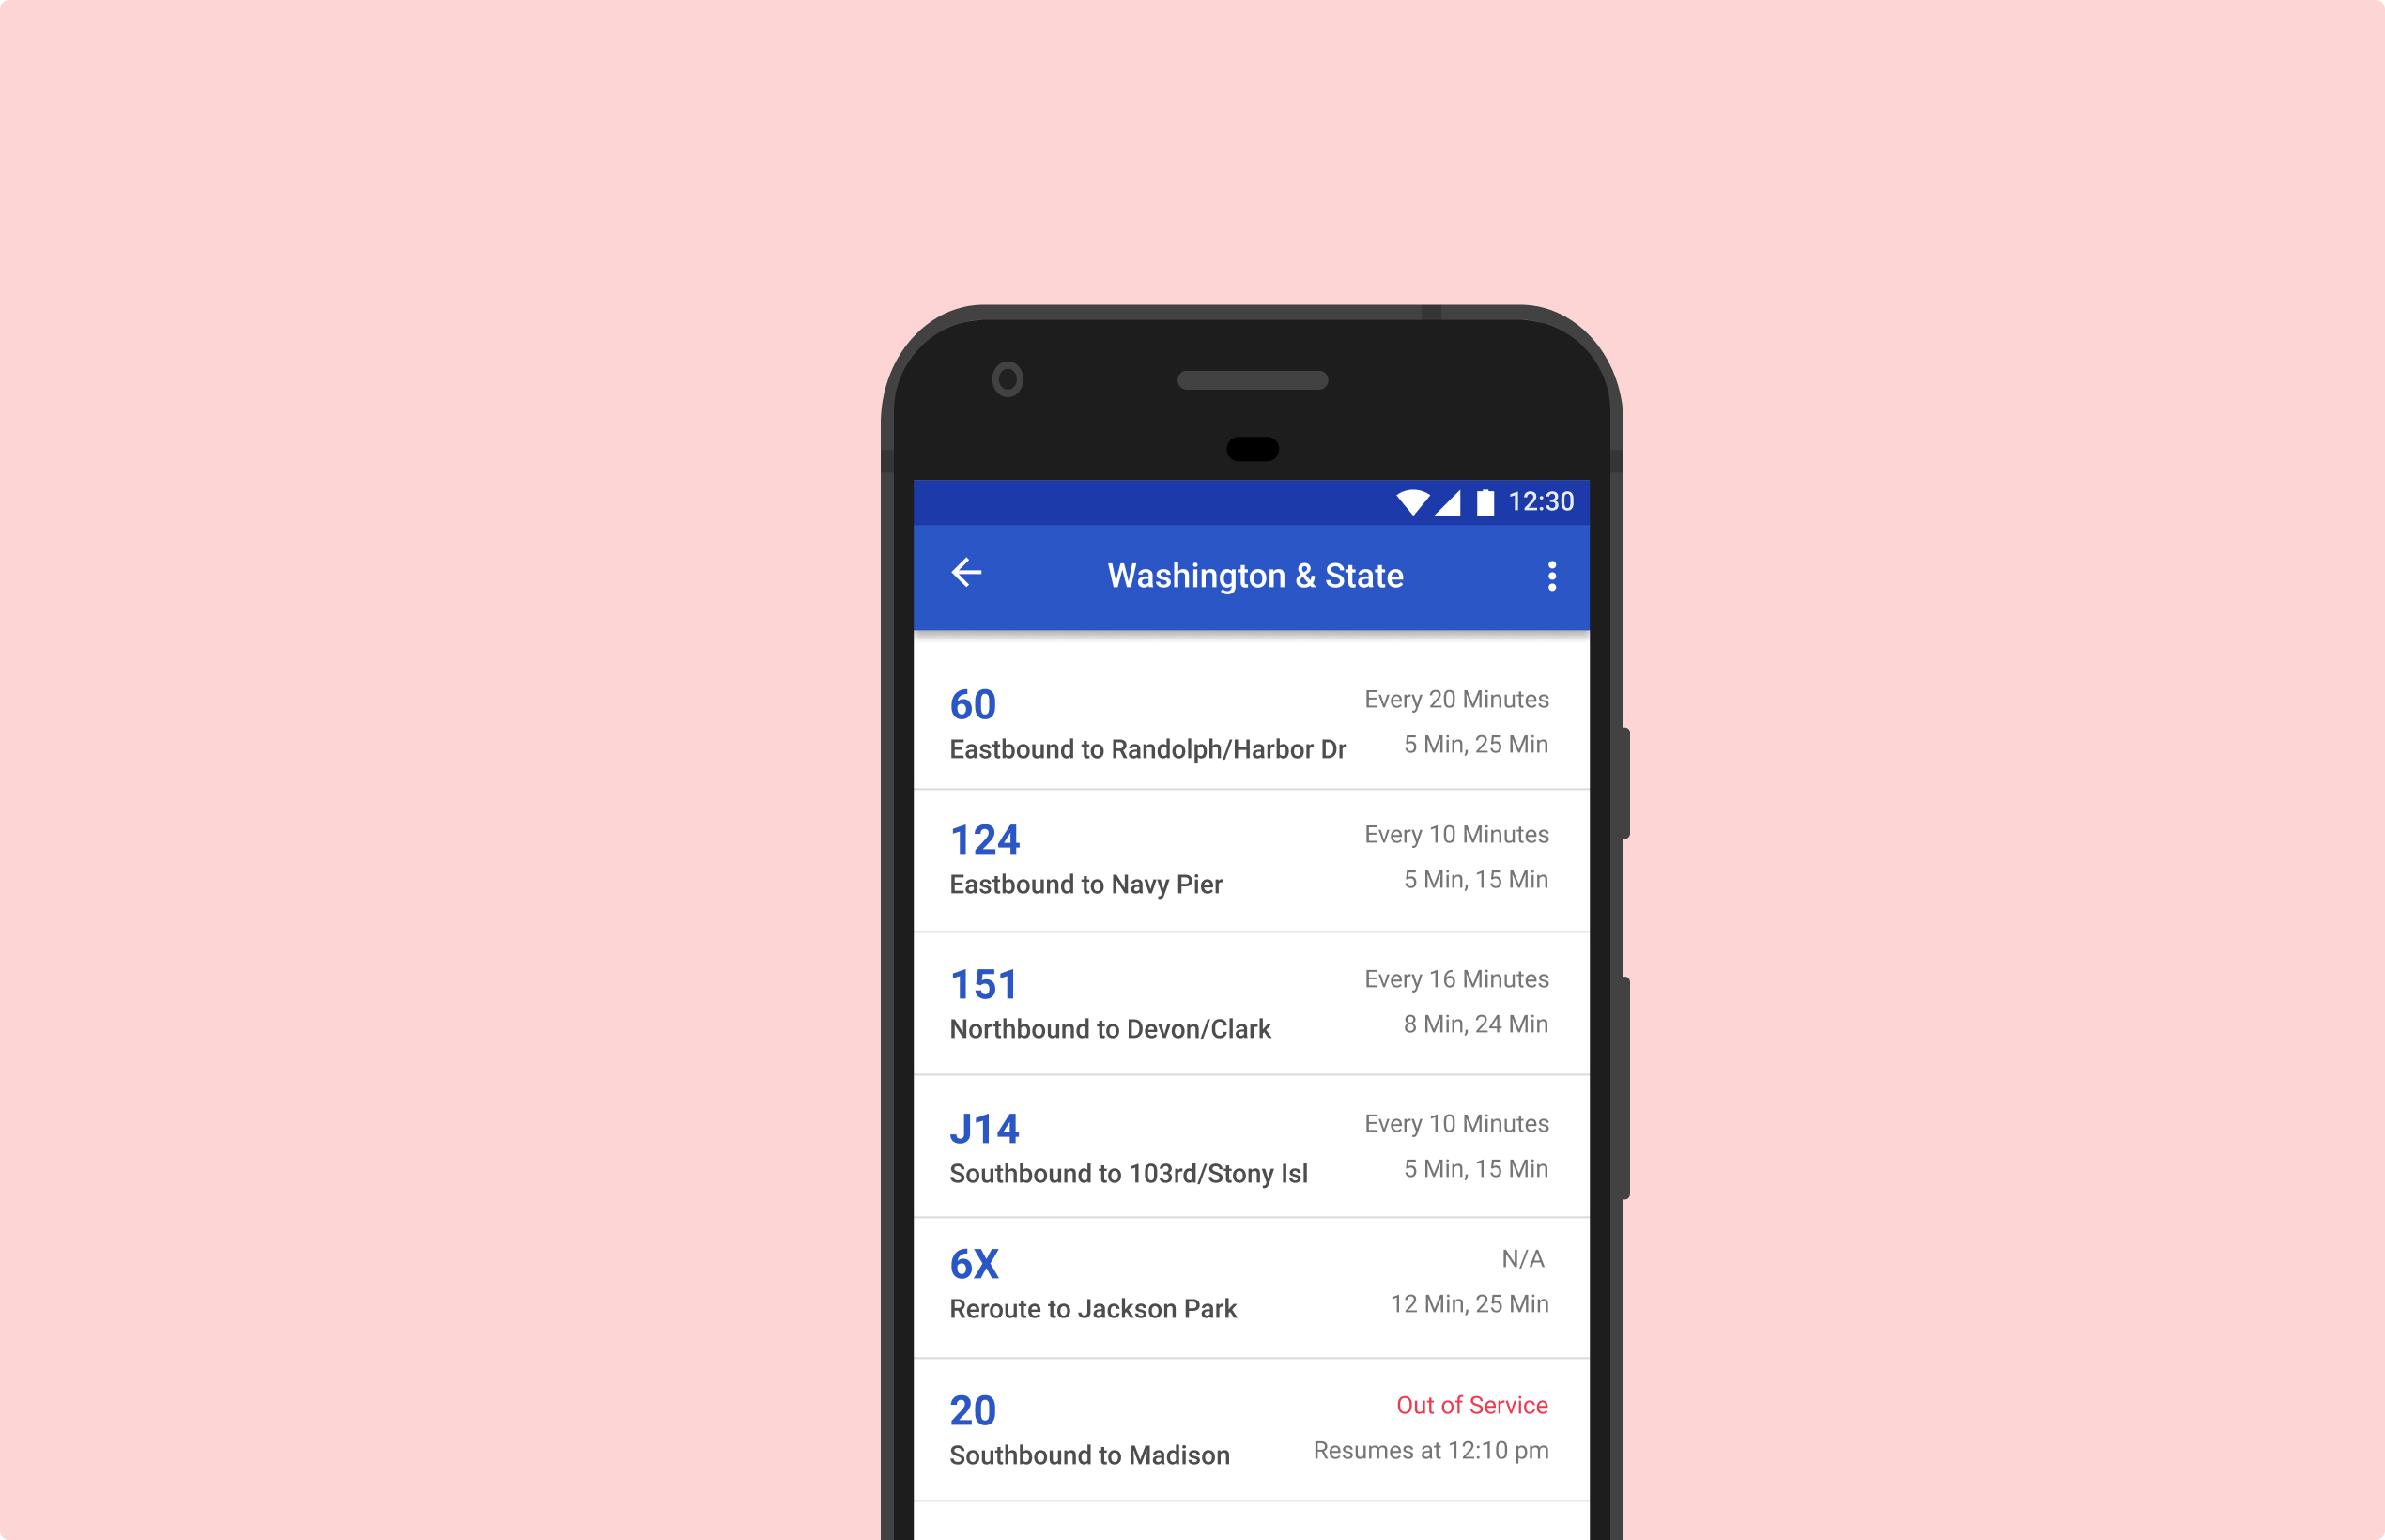 12:30
Washington & State
60
Every 20 Minutes
Eastbound to Randolph/Harbor Dr
5 Min, 25 Min
124
Every 10 Minutes
Eastbound to Navy Pier
5 Min, 15 Min
151
Every 16 Minutes
Northbound to Devon/Clark
8 Min, 24 Min
J14
Every 10 Minutes
Southbound to 103rd/Stony Isl
5 Min, 15 Min
6X
N/A
Reroute to Jackson Park
12 Min, 25 Min
20
Out of Service
Southbound to Madison
Resumes at 12:10 pm